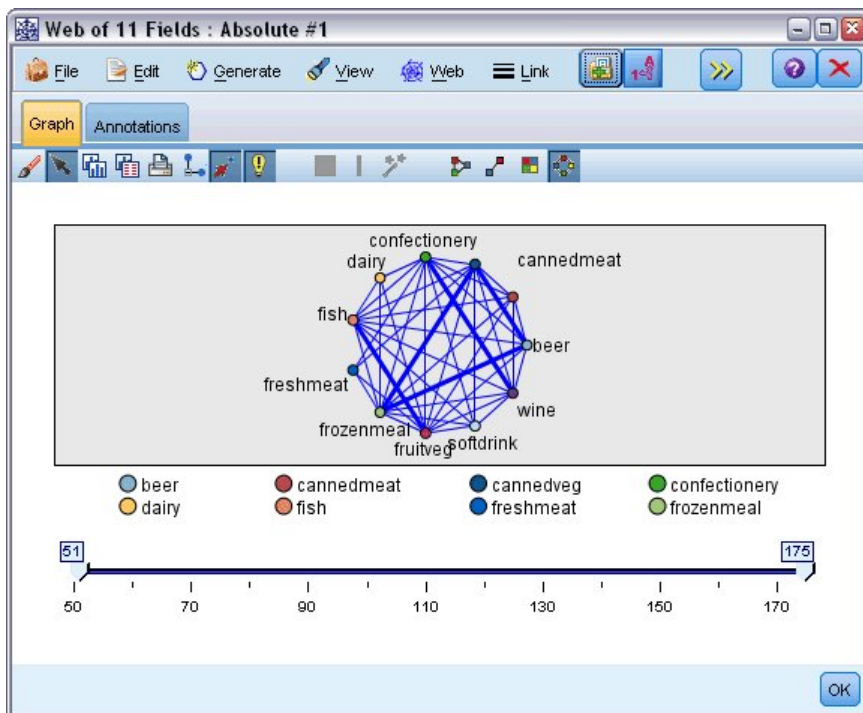 Web of 11 Fields : Absolute #1
File Edit Generate View Web Link
Graph Annotations
confectionery
dairy cannedmeat
fish
beer
freshmeat
wine
frozenmeal softdrink
fruitveg
beer cannedmeat cannedveg confectionery
dairy fish freshmeat frozenmeal
51 175
50 70 90 110 130 150 170
OK